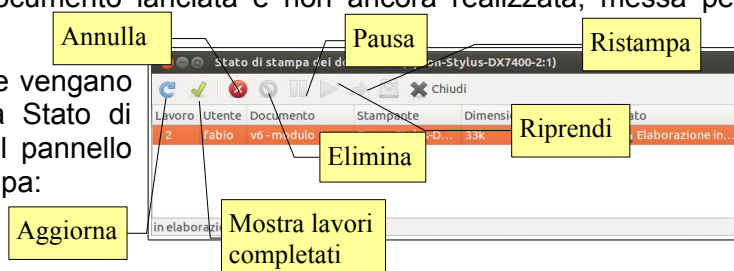 documento lanciata e non ancora realizzata, messa pe
Annulla
Pausa
Ristampa
e vengano
Stato di
l pannello
pa:
Stato di stampa dei do
on-Stylus-DX7400-2:1)
Chiudi
Lavoro Utente Documento Stampante Dimensi ato
2 fabio v6-modulo D... 33k Elaborazione in...
Elimina
Riprendi
Aggiorna
Mostra lavori
completati
in elaborazi